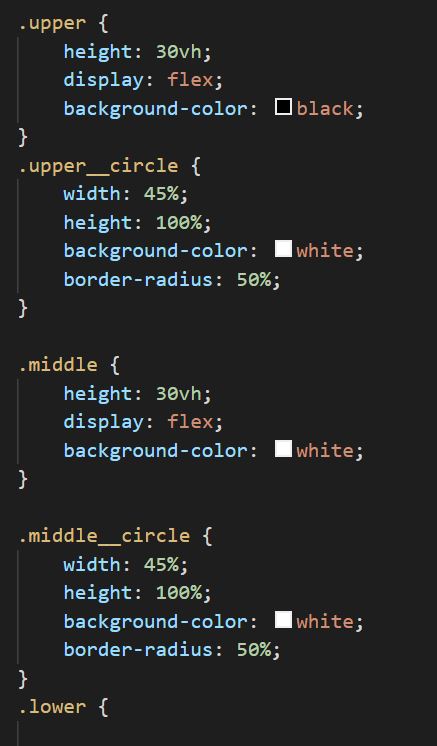 .upper {
    height: 30vh;
    display: flex;
    background-color: black;
}
.upper__circle {
    width: 45%;
    height: 100%;
    background-color: white;
    border-radius: 50%;
}

.middle {
    height: 30vh;
    display: flex;
    background-color: white;
}

.middle__circle {
    width: 45%;
    height: 100%;
    background-color: white;
    border-radius: 50%;
}
.lower {